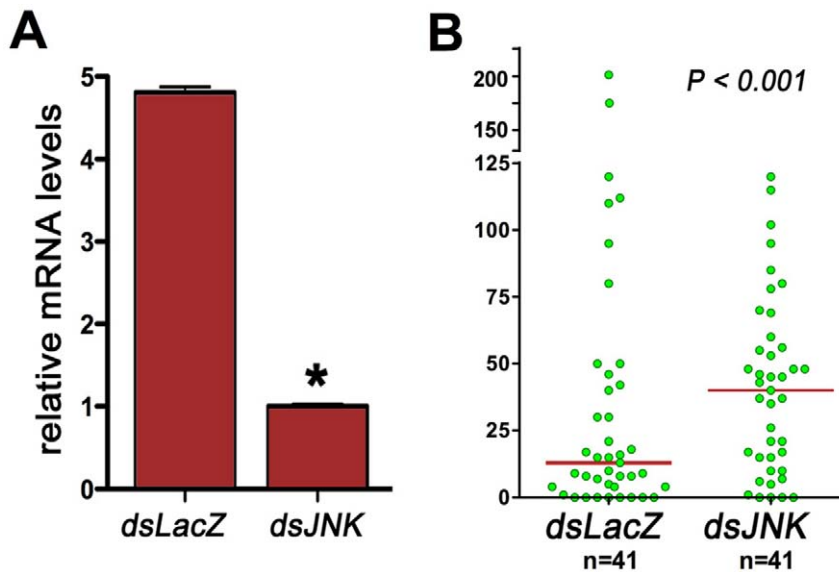 A
relative mRNA levels
5
4
3
2
1
0
*
dsLacZ
dsJNK
B
P < 0.001
200
150
125
100
75
50
25
0
dsLacZ
dsJNK
n=41
n=41